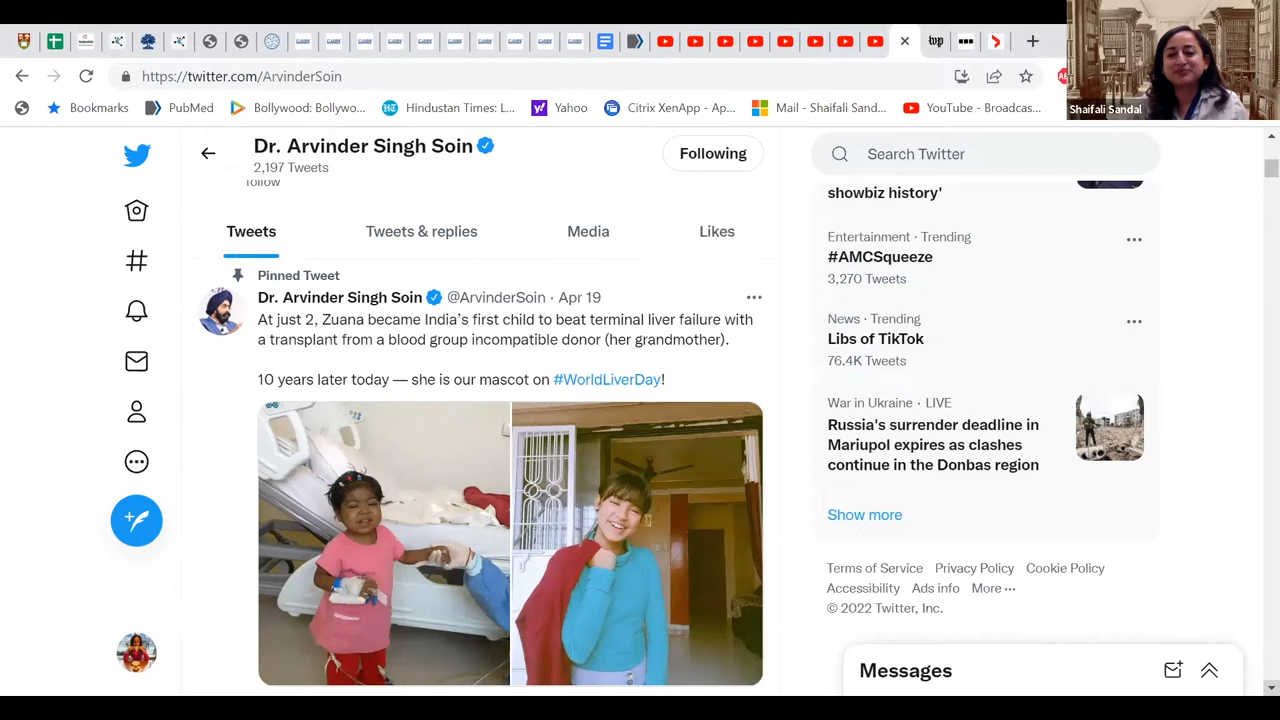 https://twitter.com/ArvinderSoin
Shaifali Sandal
Bookmarks
PubMed
Bollywood: Bollywo...
Hindustan Times: L...
Yahoo
Citrix XenApp - Ap...
Mail - Shaifali Sand...
YouTube - Broadcas...
Dr. Arvinder Singh Soin
2,197 Tweets
follow
Following
Tweets
Tweets & replies
Media
Likes
Pinned Tweet
Dr. Arvinder Singh Soin @ArvinderSoin · Apr 19
At just 2, Zuana became India's first child to beat terminal liver failure with
a transplant from a blood group incompatible donor (her grandmother).
10 years later today — she is our mascot on #WorldLiverDay!
Search Twitter
showbiz history'
Entertainment · Trending
#AMCSqueeze
3,270 Tweets
News · Trending
Libs of TikTok
76.4K Tweets
War in Ukraine · LIVE
Russia's surrender deadline in
Mariupol expires as clashes
continue in the Donbas region
Show more
Terms of Service Privacy Policy Cookie Policy
Accessibility Ads info More ...
© 2022 Twitter, Inc.
Messages